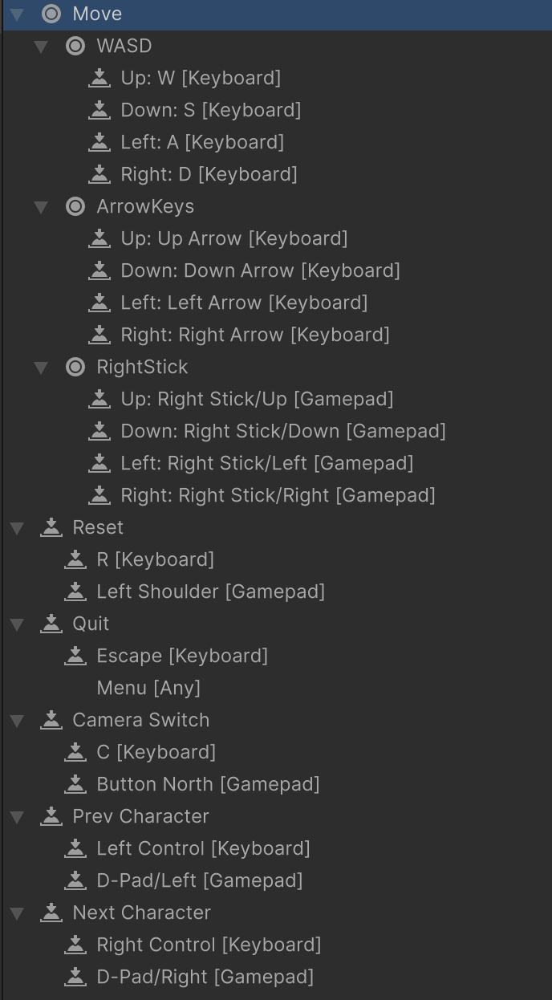 Move
WASD
Up: W [Keyboard]
Down: S [Keyboard]
Left: A [Keyboard]
Right: D [Keyboard]
ArrowKeys
Up: Up Arrow [Keyboard]
Down: Down Arrow [Keyboard]
Left: Left Arrow [Keyboard]
Right: Right Arrow [Keyboard]
RightStick
Up: Right Stick/Up [Gamepad]
Down: Right Stick/Down [Gamepad]
Left: Right Stick/Left [Gamepad]
Right: Right Stick/Right [Gamepad]
Reset
R [Keyboard]
Left Shoulder [Gamepad]
Quit
Escape [Keyboard]
Menu [Any]
Camera Switch
C [Keyboard]
Button North [Gamepad]
Prev Character
Left Control [Keyboard]
D-Pad/Left [Gamepad]
Next Character
Right Control [Keyboard]
D-Pad/Right [Gamepad]